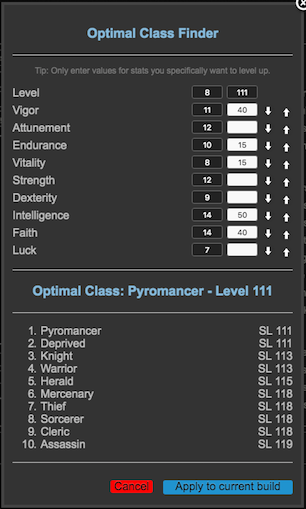 Optimal Class Finder
Tip: Only enter values for stats you specifically want to level up.
Level 8 111
Vigor 11 40
Attunement 12
Endurance 10 15
Vitality 8 15
Strength 12
Dexterity 9
Intelligence 14 50
Faith 14 40
Luck 7
Optimal Class: Pyromancer - Level 111
1. Pyromancer SL 111
2. Deprived SL 111
3. Knight SL 113
4. Warrior SL 113
5. Herald SL 115
6. Mercenary SL 118
7. Thief SL 118
8. Sorcerer SL 118
9. Cleric SL 118
10. Assassin SL 119
Cancel Apply to current build